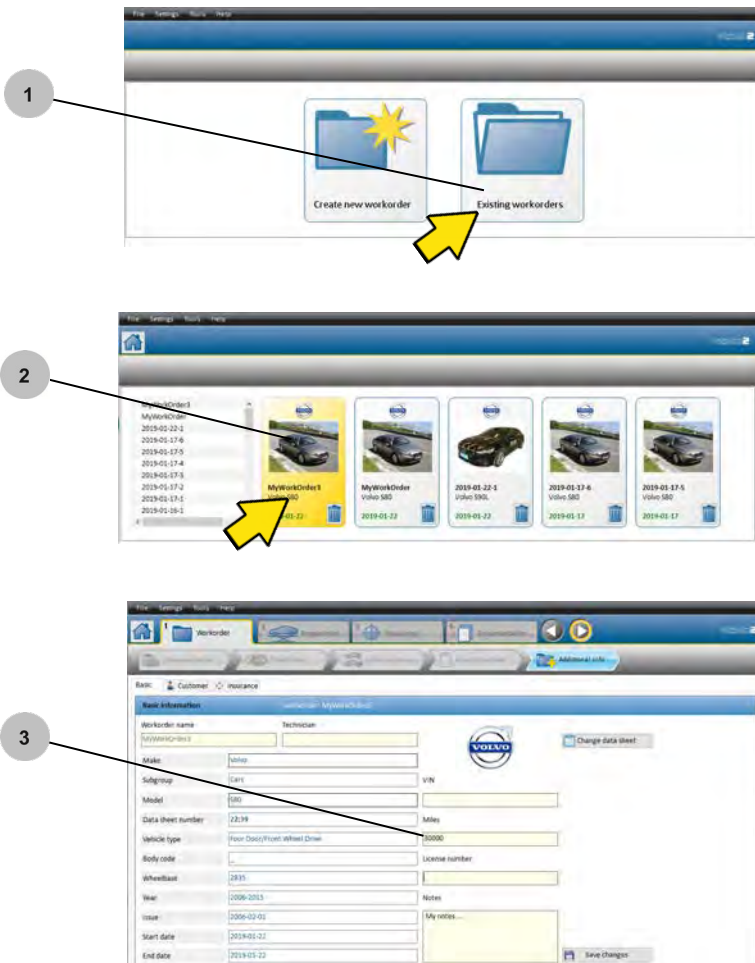 File Settings Tools Help
1
Create new workorder
Existing workorders
File Settings Tools Help
2
MyWorkOrder3
MyWorkOrder
2019-01-22-1
2019-01-17-6
2019-01-17-5
2019-01-17-4
2019-01-17-3
2019-01-17-2
2019-01-17-1
2019-01-16-1
VOLVO
MyWorkOrder3
Volvo S80
VOLVO
MyWorkOrder
Volvo S80
2019-01-22
VOLVO
2019-01-22-1
Volvo S90L
2019-01-22
VOLVO
2019-01-17-6
Volvo S80
2019-01-17
VOLVO
2019-01-17-5
Volvo S80
2019-01-17
File Settings Tools Help
1 Workorder
Additional info
Basic Customer Insurance
Basic information
3
Workorder name Technician
MyWorkOrder3
VOLVO
Change data sheet
Make Volvo
Subgroup Cars VIN
Model S80
Data sheet number 22:39 Miles
Vehicle type Four Door/Front Wheel Drive 30000
Body code _ License number
Wheelbase 2835
Year 2006-2015 Notes
Issue 2006-02-01 My notes ...
Start date 2019-01-22
End date Save changes